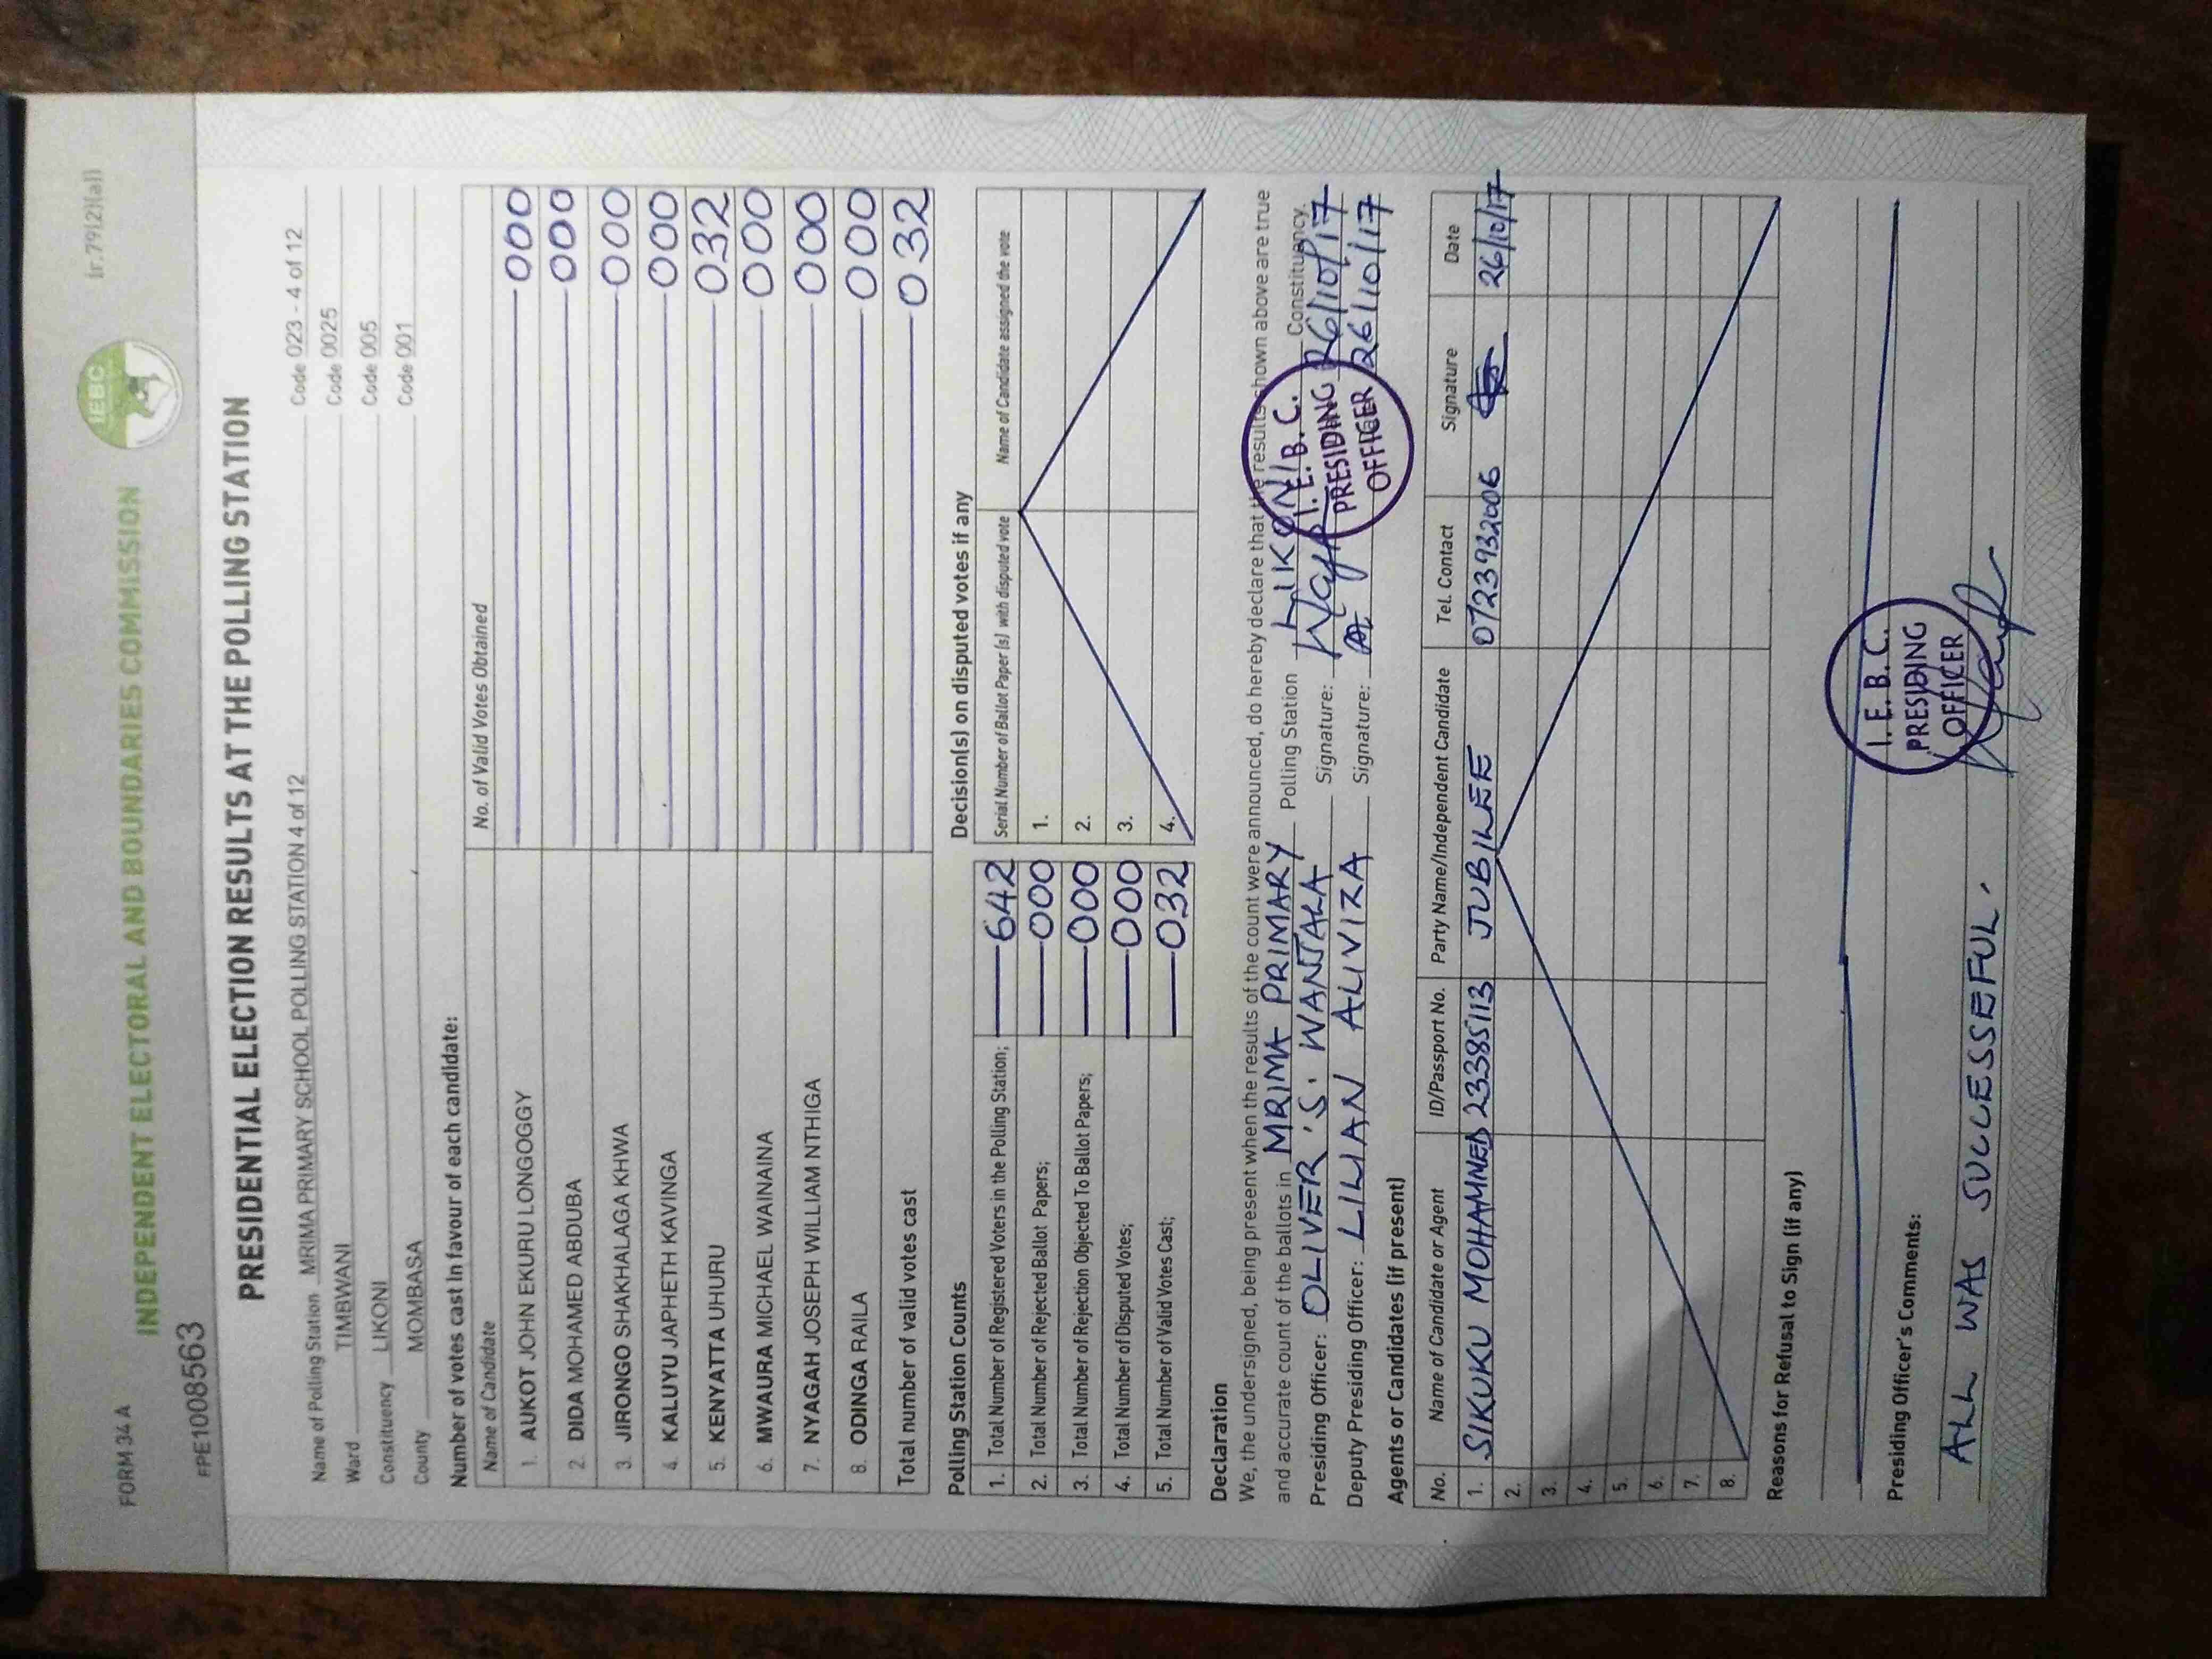 FORM 34 A
(r.79(2)(a))
INDEPENDENT ELECTORAL AND BOUNDARIES COMMISSION
IEBC
FPE1008563
PRESIDENTIAL ELECTION RESULTS AT THE POLLING STATION
Name of Polling Station MRIMA PRIMARY SCHOOL POLLING STATION 4 of 12 Code 023 - 4 of 12
Ward TIMBWANI Code 0025
Constituency LIKONI Code 005
County MOMBASA Code 001
Number of votes cast in favour of each candidate:
Name of Candidate No. of Valid Votes Obtained
1. AUKOT JOHN EKURU LONGOGGY 000
2. DIDA MOHAMED ABDUBA 000
3. JIRONGO SHAKHALAGA KHWA 000
4. KALUYU JAPHETH KAVINGA 000
5. KENYATTA UHURU 032
6. MWAURA MICHAEL WAINAINA 000
7. NYAGAH JOSEPH WILLIAM NTHIGA 000
8. ODINGA RAILA 000
Total number of valid votes cast 032
Polling Station Counts
1. Total Number of Registered Voters in the Polling Station; 642
2. Total Number of Rejected Ballot Papers; 000
3. Total Number of Rejection Objected To Ballot Papers; 000
4. Total Number of Disputed Votes; 000
5. Total Number of Valid Votes Cast; 032
Decision(s) on disputed votes if any
Serial Number of Ballot Paper (s) with disputed vote Name of Candidate assigned the vote
1.
2.
3.
4.
Declaration
We, the undersigned, being present when the results of the count were announced, do hereby declare that the results shown above are true
and accurate count of the ballots in MRIMA PRIMARY Polling Station LIKONI Constituency.
Presiding Officer: OLIVER 'S. WANJALA Signature: 26/10/17
Deputy Presiding Officer: LILIAN ALIVIZA Signature: 26/10/17
I.E.B.C.
PRESIDING
OFFICER
Agents or Candidates (if present)
No. Name of Candidate or Agent ID/Passport No. Party Name/Independent Candidate Tel. Contact Signature Date
1. SIKUKU MOHAMMED 23385113 JUBILEE 0723932006 26/10/17
2.
3.
4.
5.
6.
7.
8.
Reasons for Refusal to Sign (if any)
Presiding Officer's Comments:
ALL WAS SUCCESSEFUL.
I.E.B.C.
PRESIDING
OFFICER